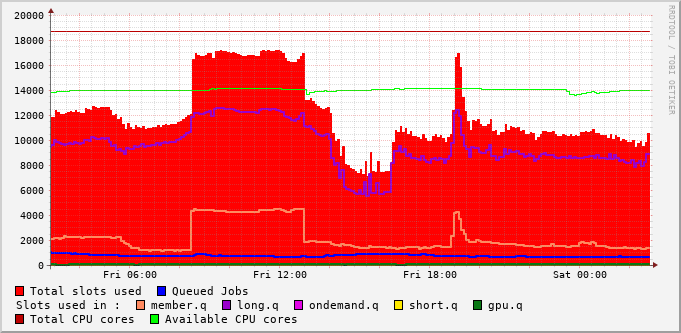 20000
18000
16000
14000
12000
10000
8000
6000
4000
2000
0
Fri 06:00 Fri 12:00 Fri 18:00 Sat 00:00
Total slots used Queued Jobs
Slots used in : member.q long.q ondemand.q short.q gpu.q
Total CPU cores Available CPU cores
RRDTOOL / TOBI OETIKER